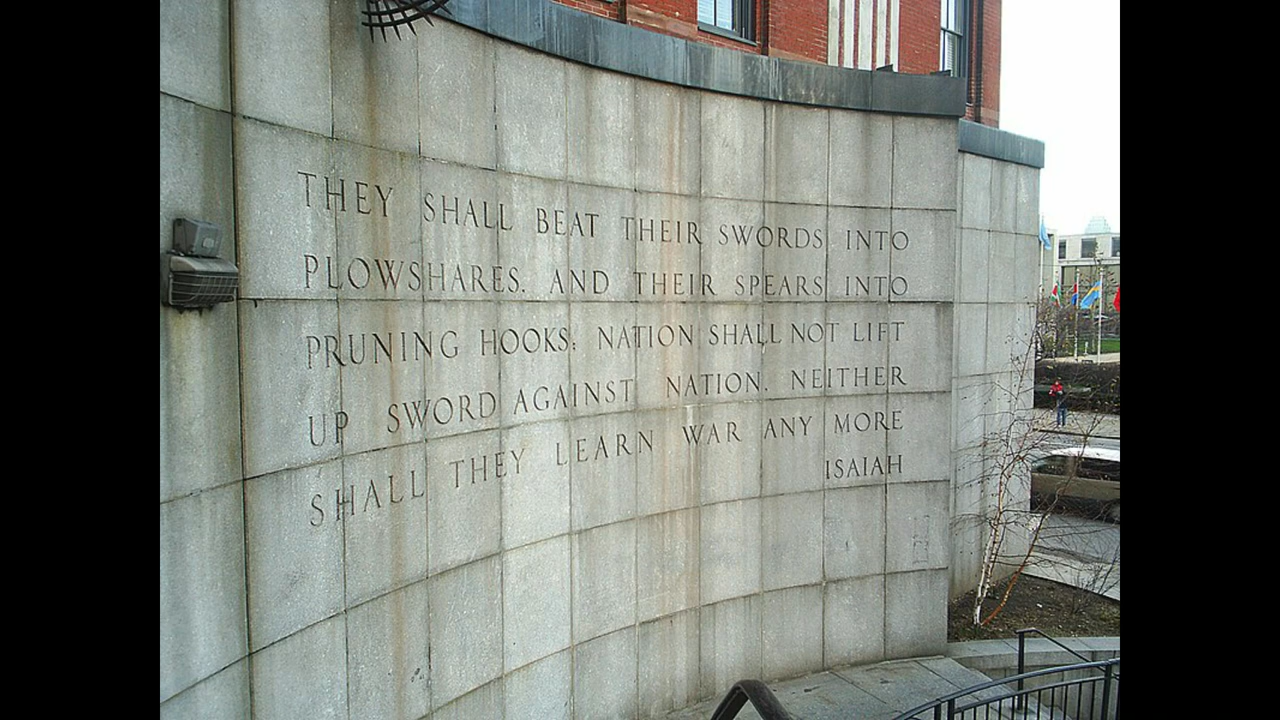 THEY SHALL BEAT THEIR SWORDS INTO
PLOWSHARES. AND THEIR SPEARS INTO
PRUNING HOOKS; NATION SHALL NOT LIFT
UP SWORD AGAINST NATION. NEITHER
SHALL THEY LEARN WAR ANY MORE
ISAIAH